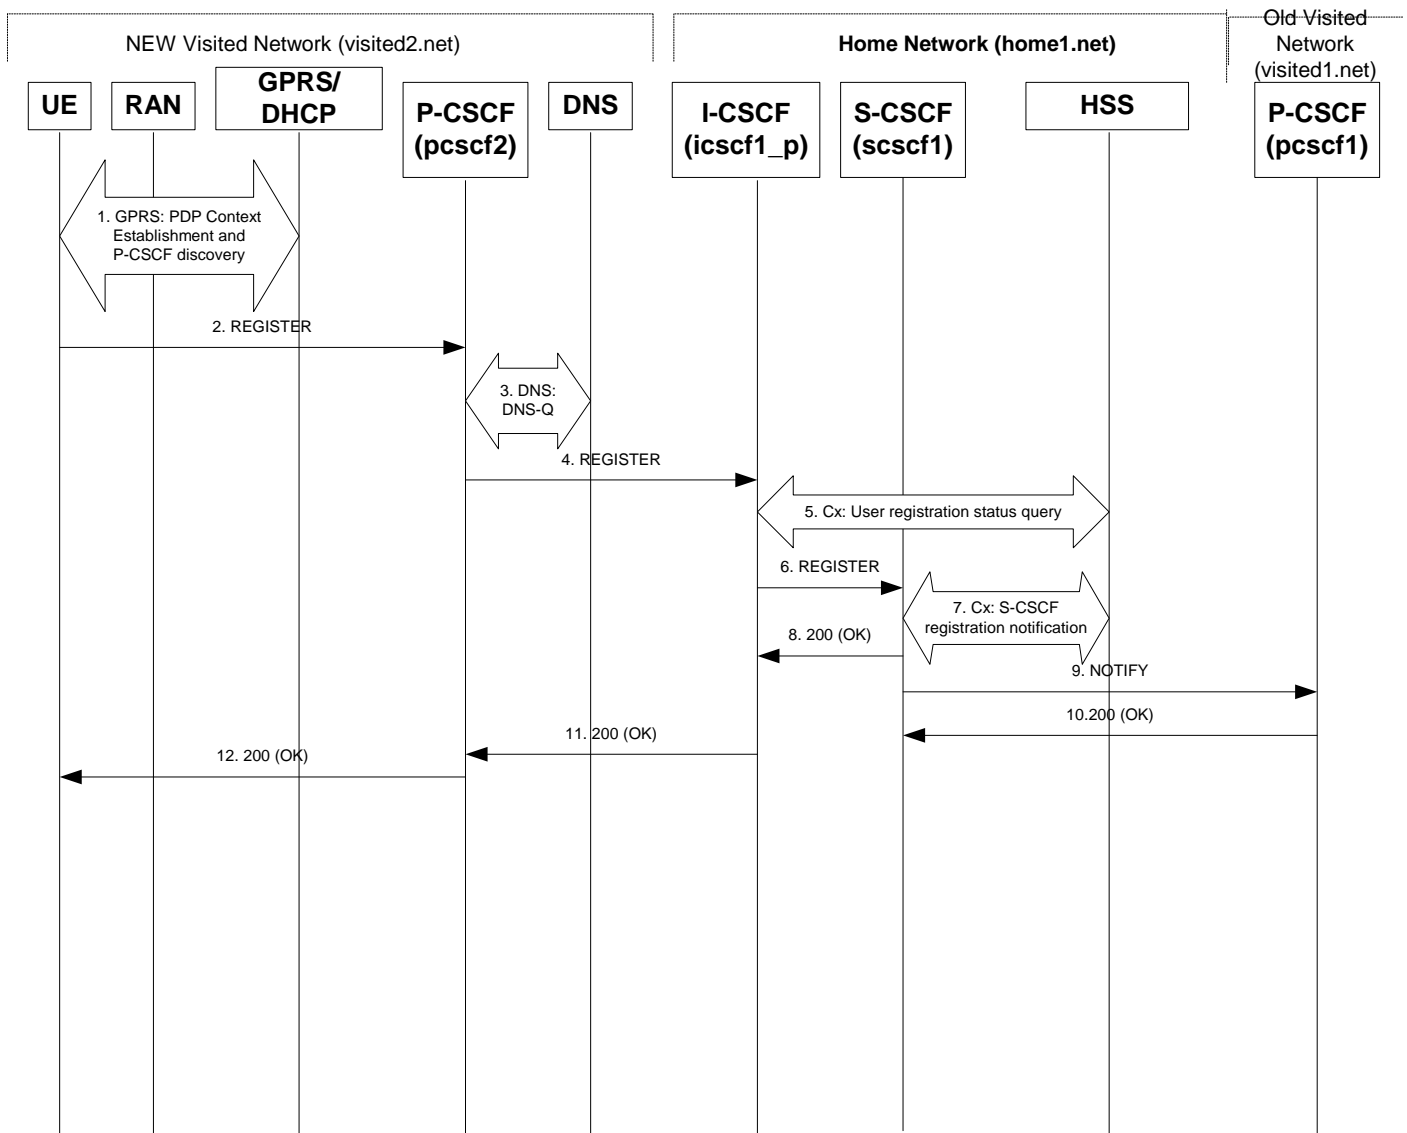 NEW Visited Network (visited2.net)
Home Network (home1.net)
Old Visited
Network
(visited1.net)
UE
RAN
GPRS/
DHCP
P-CSCF
(pcscf2)
DNS
I-CSCF
(icscf1_p)
S-CSCF
(scscf1)
HSS
P-CSCF
(pcscf1)
1. GPRS: PDP Context
Establishment and
P-CSCF discovery
2. REGISTER
3. DNS:
DNS-Q
4. REGISTER
5. Cx: User registration status query
6. REGISTER
7. Cx: S-CSCF
registration notification
8. 200 (OK)
9. NOTIFY
10.200 (OK)
11. 200 (OK)
12. 200 (OK)